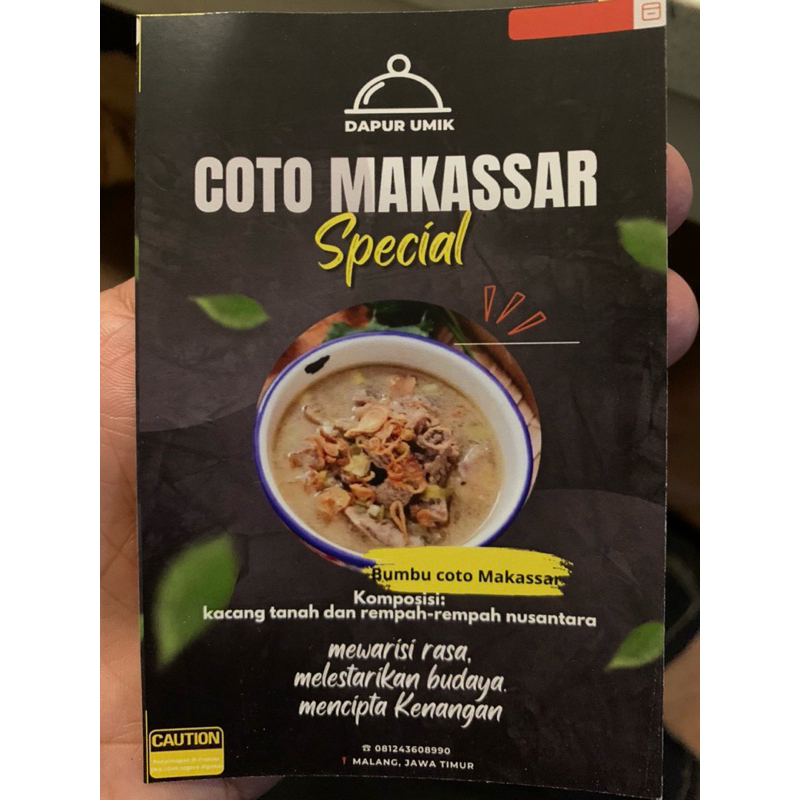 DAPUR UMIK
COTO MAKASSAR
Special
Bumbu coto Makassar
Komposisi:
kacang tanah dan rempah-rempah nusantara
mewarisi rasa,
melestarikan budaya.
mencipta Kenangan
CAUTION
081243608990
MALANG, JAWA TIMUR